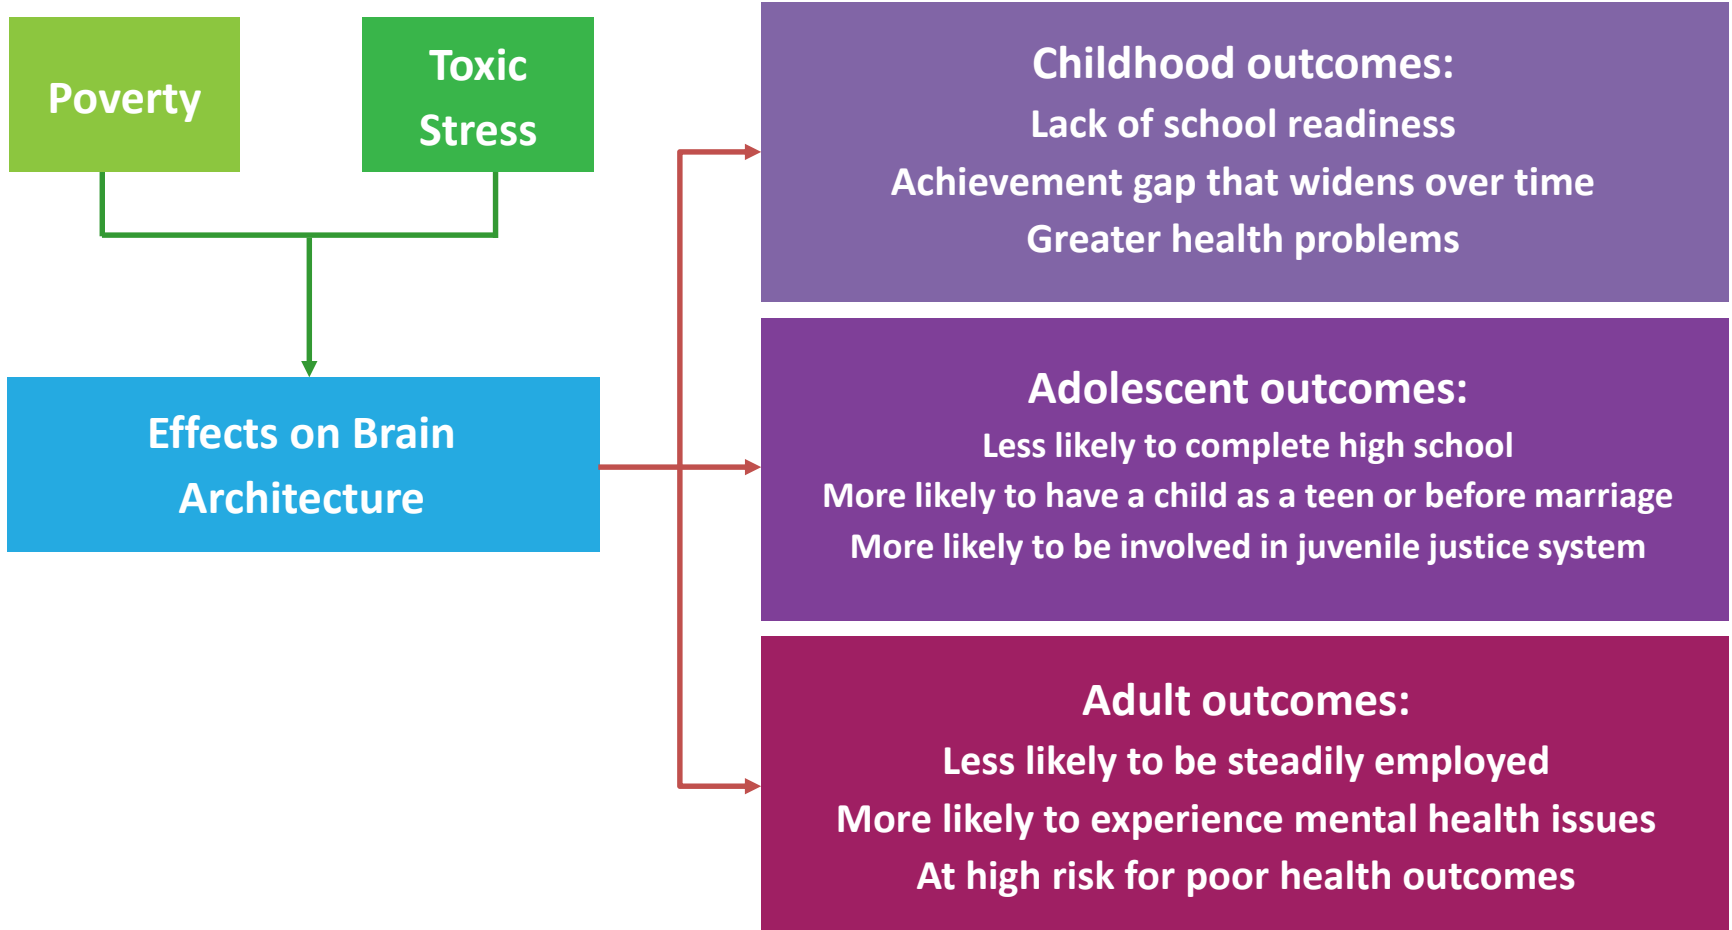 Poverty
Toxic
Stress
Effects on Brain
Architecture
Childhood outcomes:
Lack of school readiness
Achievement gap that widens over time
Greater health problems
Adolescent outcomes:
Less likely to complete high school
More likely to have a child as a teen or before marriage
More likely to be involved in juvenile justice system
Adult outcomes:
Less likely to be steadily employed
More likely to experience mental health issues
At high risk for poor health outcomes